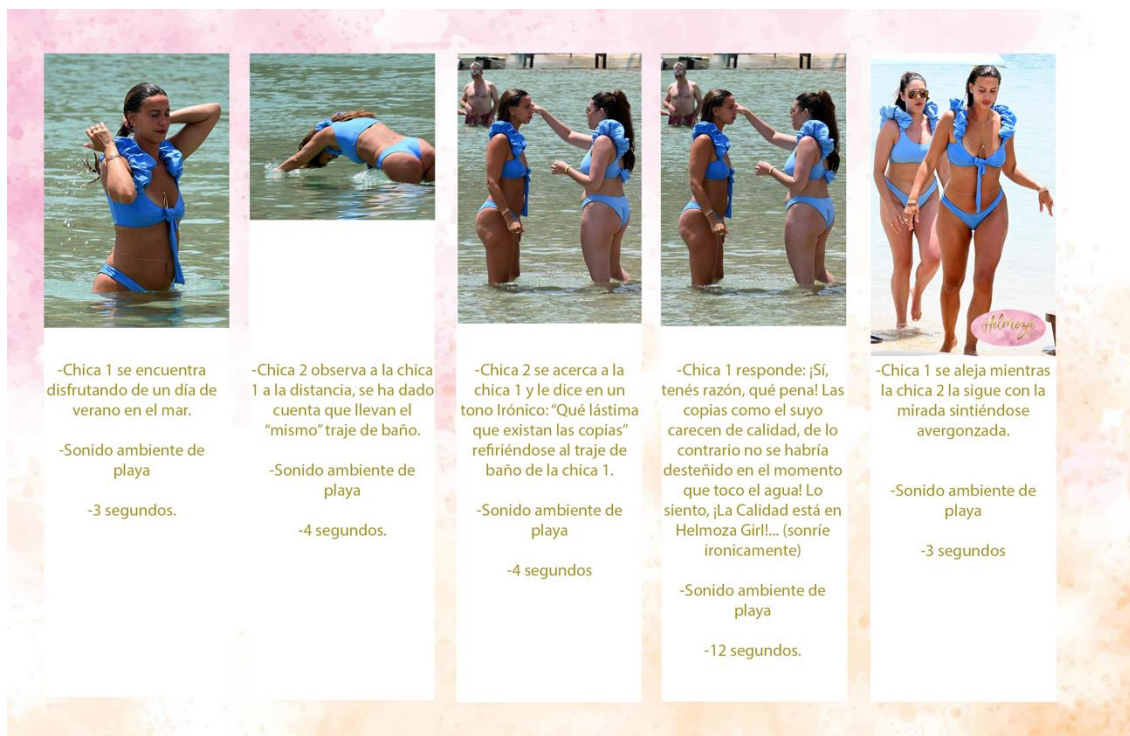 Helmoza
-Chica 1 se encuentra
disfrutando de un día de
verano en el mar.
-Sonido ambiente de
playa
-3 segundos.
-Chica 2 observa a la chica
1 a la distancia, se ha dado
cuenta que llevan el
“mismo” traje de baño.
-Sonido ambiente de
playa
-4 segundos.
-Chica 2 se acerca a la
chica 1 y le dice en un
tono Irónico: “Qué lástima
que existan las copias”
refiriéndose al traje de
baño de la chica 1.
-Sonido ambiente de
playa
-4 segundos
-Chica 1 responde: ¡Sí,
tenés razón, qué pena! Las
copias como el suyo
carecen de calidad, de lo
contrario no se habría
desteñido en el momento
que toco el agua! Lo
siento, ¡La Calidad está en
Helmoza Girl!... (sonríe
ironicamente)
-Sonido ambiente de
playa
-12 segundos.
-Chica 1 se aleja mientras
la chica 2 la sigue con la
mirada sintiéndose
avergonzada.
-Sonido ambiente de
playa
-3 segundos